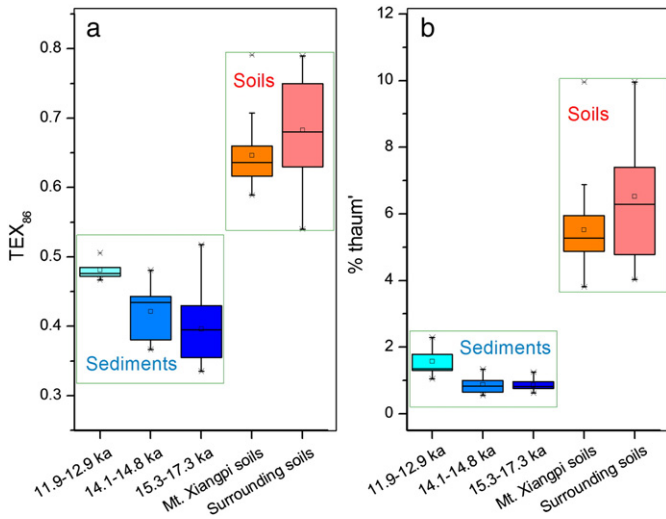 a
TEX86
0.8
0.7
0.6
0.5
0.4
0.3
Soils
Sediments
11.9-12.9 ka
14.1-14.8 ka
15.3-17.3 ka
Mt. Xiangpi soils
Surrounding soils
b
% thaum'
12
10
8
6
4
2
0
Soils
Sediments
11.9-12.9 ka
14.1-14.8 ka
15.3-17.3 ka
Mt. Xiangpi soils
Surrounding soils